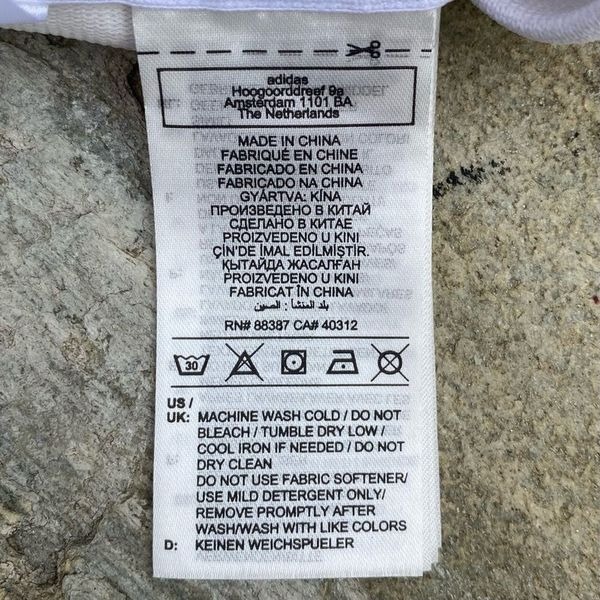 adidas
Hoogoorddreef 9a
Amsterdam 1101 BA
The Netherlands
MADE IN CHINA
FABRIQUÉ EN CHINE
FABRICADO EN CHINA
FABRICADO NA CHINA
GYÁRTVA: KÍNA
ПРОИЗВЕДЕНО В КИТАЙ
СДЕЛАНО В КИТАЕ
PROIZVEDENO U KINI
ÇİN'DE İMAL EDİLMİŞTİR.
ҚЫТАЙДА ЖАСАЛҒАН
PROIZVEDENO U KINI
FABRICAT ÎN CHINA
بلد المنشأ : الصين
RN# 88387 CA# 40312
30
US /
UK: MACHINE WASH COLD / DO NOT
BLEACH / TUMBLE DRY LOW /
COOL IRON IF NEEDED / DO NOT
DRY CLEAN
DO NOT USE FABRIC SOFTENER/
USE MILD DETERGENT ONLY/
REMOVE PROMPTLY AFTER
WASH/WASH WITH LIKE COLORS
D: KEINEN WEICHSPUELER